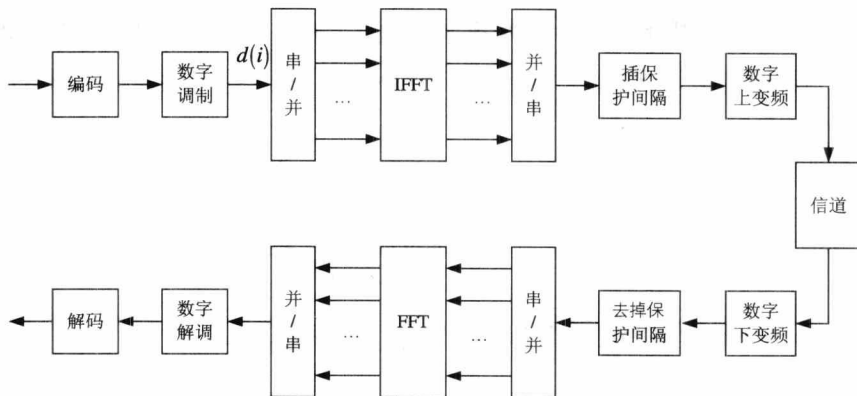 编码
数字
调制
d(i)
串
/
并
…
IFFT
…
并
/
串
插保
护间隔
数字
上变频
信道
解码
数字
解调
并
/
串
…
FFT
…
串
/
并
去掉保
护间隔
数字
下变频